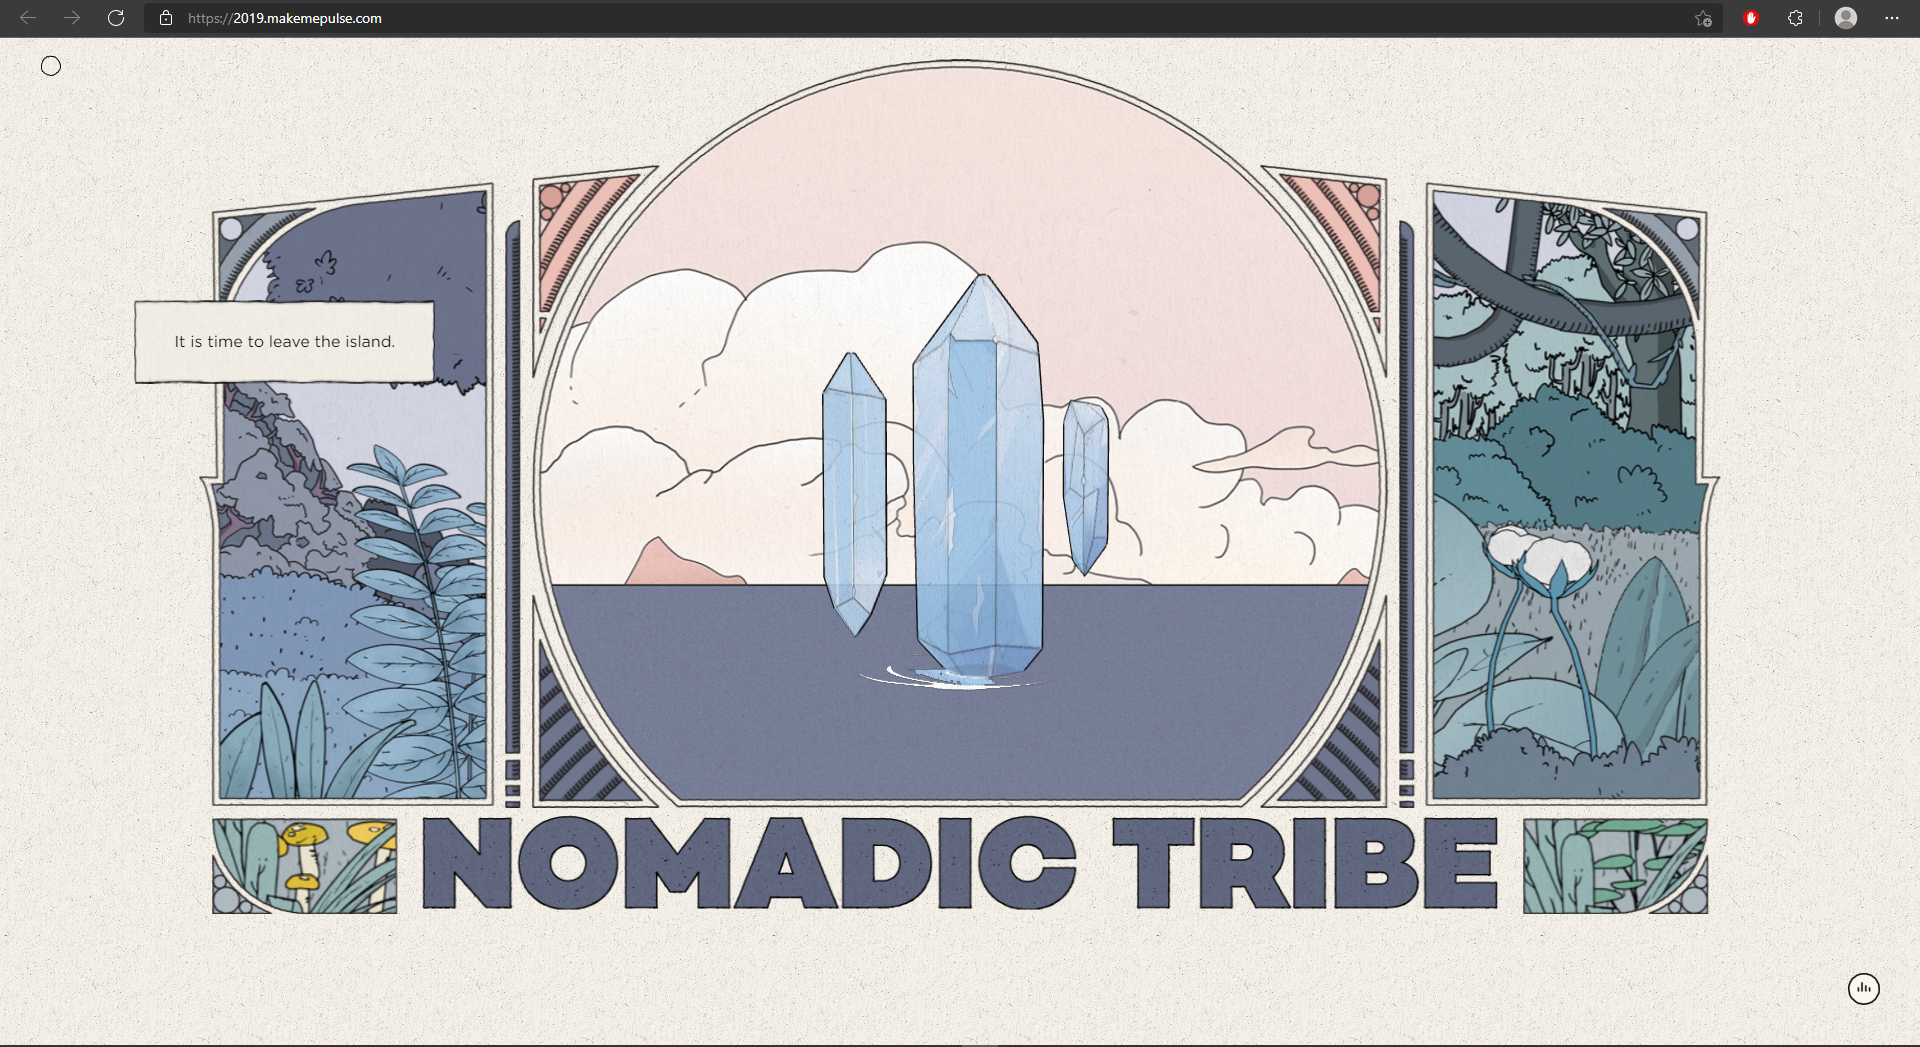 https://2019.makemepulse.com
It is time to leave the island.
NOMADIC TRIBE